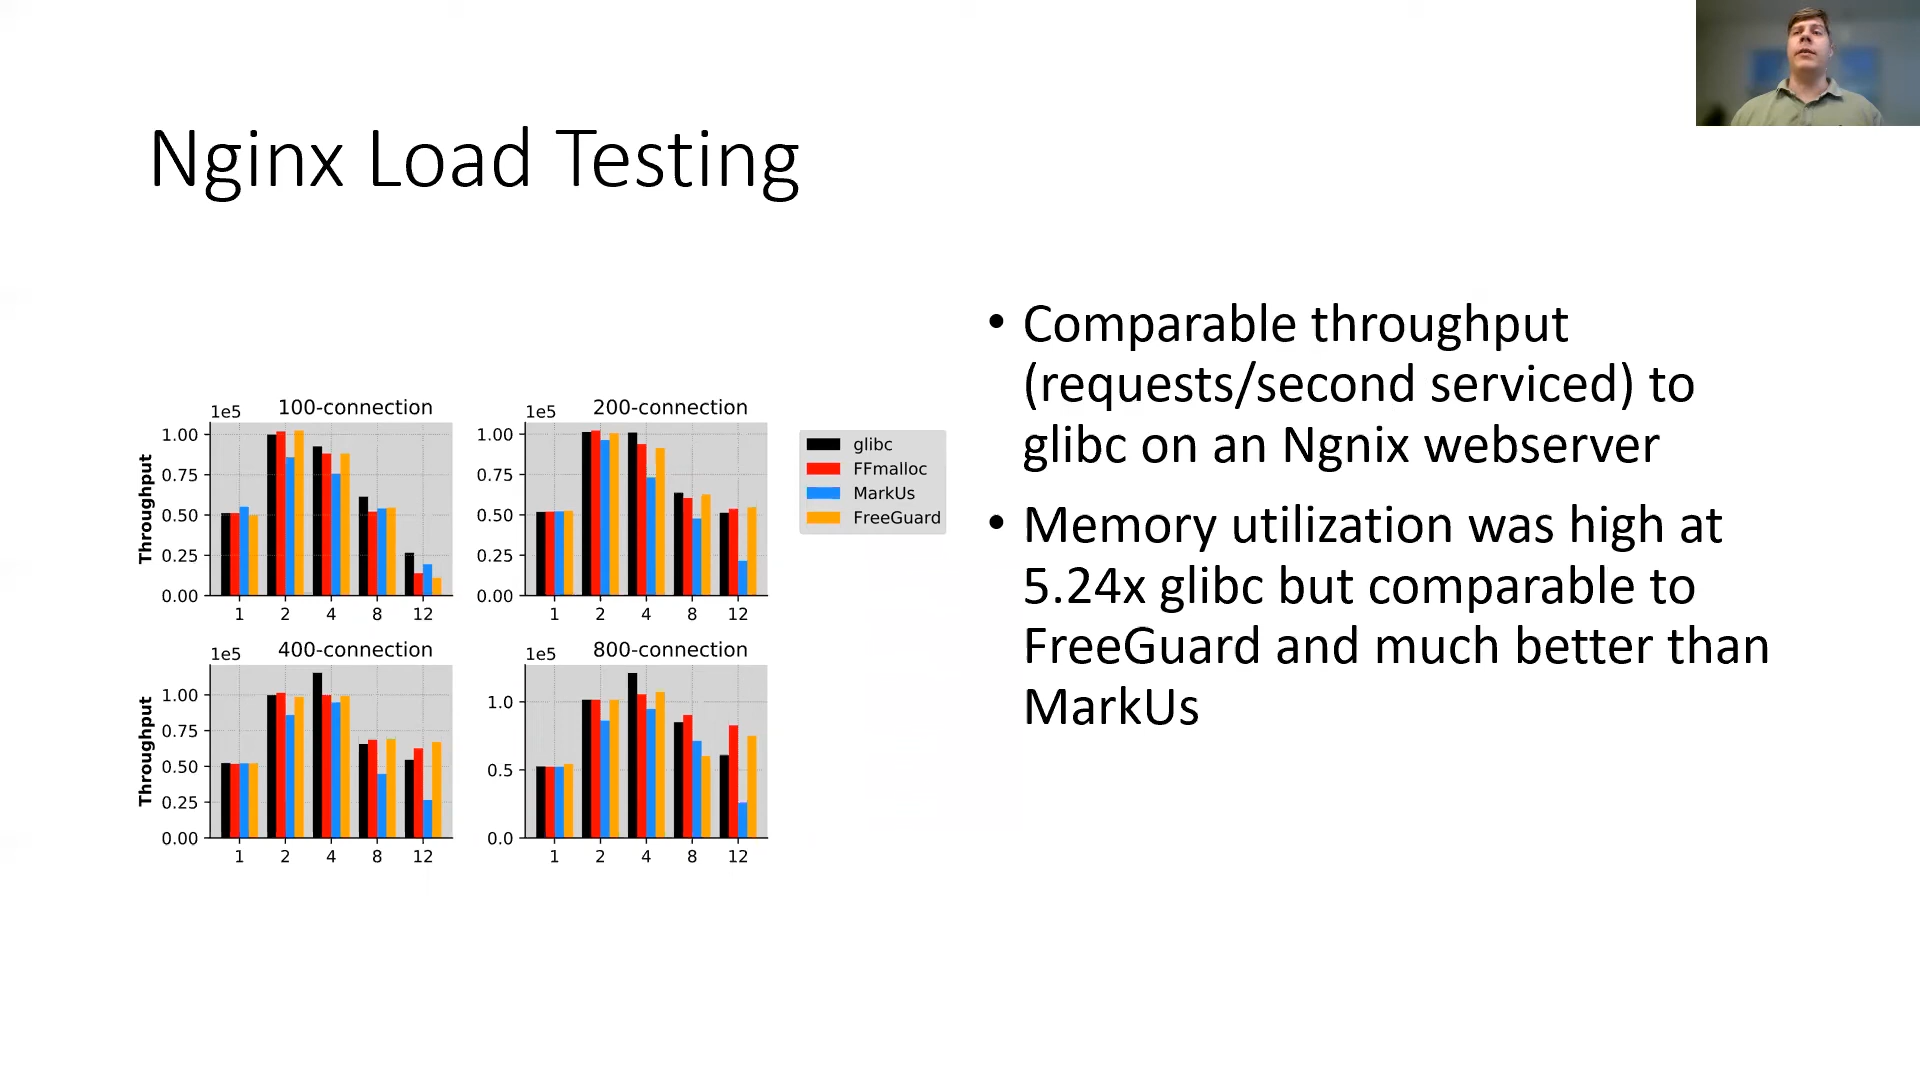 Nginx Load Testing
1e5 100-connection
1.00
0.75
0.50
0.25
0.00
Throughput
1 2 4 8 12
1e5 200-connection
1.00
0.75
0.50
0.25
0.00
1 2 4 8 12
glibc
FFmalloc
MarkUs
FreeGuard
1e5 400-connection
1.00
0.75
0.50
0.25
0.00
Throughput
1 2 4 8 12
1e5 800-connection
1.0
0.5
0.0
1 2 4 8 12
• Comparable throughput
(requests/second serviced) to
glibc on an Ngnix webserver
• Memory utilization was high at
5.24x glibc but comparable to
FreeGuard and much better than
MarkUs